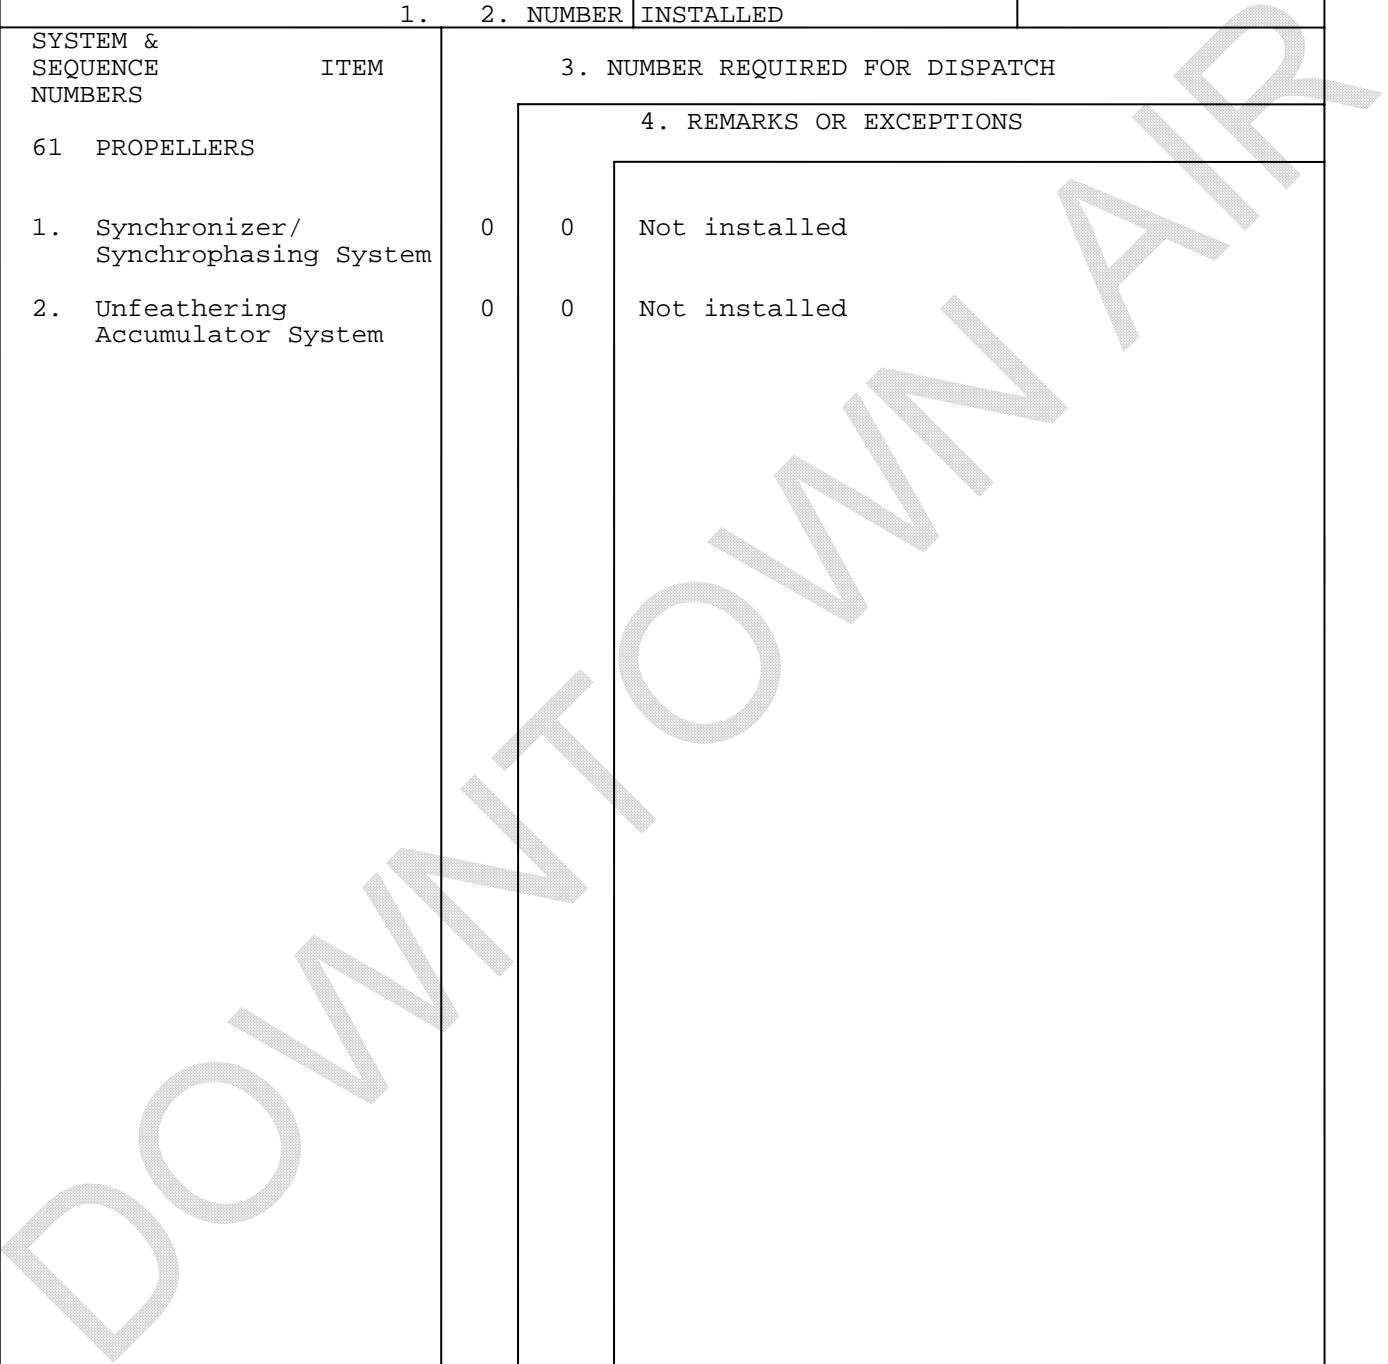 1. 2. NUMBER INSTALLED
SYSTEM &
SEQUENCE ITEM
NUMBERS
3. NUMBER REQUIRED FOR DISPATCH
4. REMARKS OR EXCEPTIONS
61 PROPELLERS
1. Synchronizer/ 0 0 Not installed
Synchrophasing System
2. Unfeathering 0 0 Not installed
Accumulator System
DOWNTOWN AIR